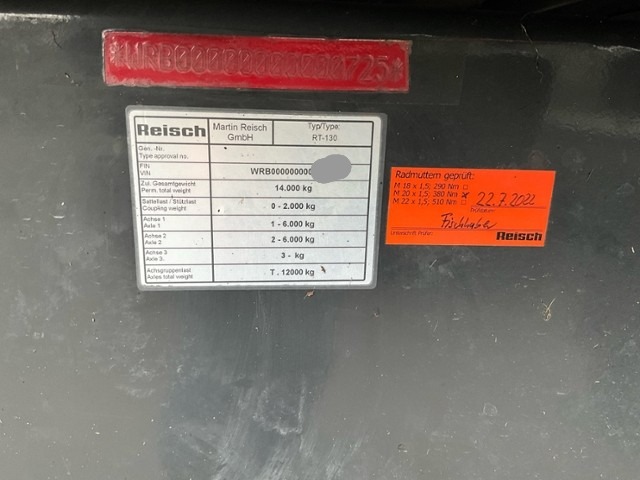 Reisch
Martin Reisch GmbH
Typ/Type: RT-130
Gen.-Nr.
Type approval no.
FIN
VIN
WRB000000000
Zul. Gesamtgewicht
Perm. total weight
14.000 kg
Sattellast / Stützlast
Coupling weight
0 - 2.000 kg
Achse 1
Axle 1
1 - 6.000 kg
Achse 2
Axle 2
2 - 6.000 kg
Achse 3
Axle 3.
3 - kg
Achsgruppenlast
Axles total weight
T . 12000 kg
Radmuttern geprüft:
M 18 x 1,5; 290 Nm
M 20 x 1,5; 380 Nm
M 22 x 1,5; 510 Nm
22.7.2022
Unterschrift Prüfer:
Reisch